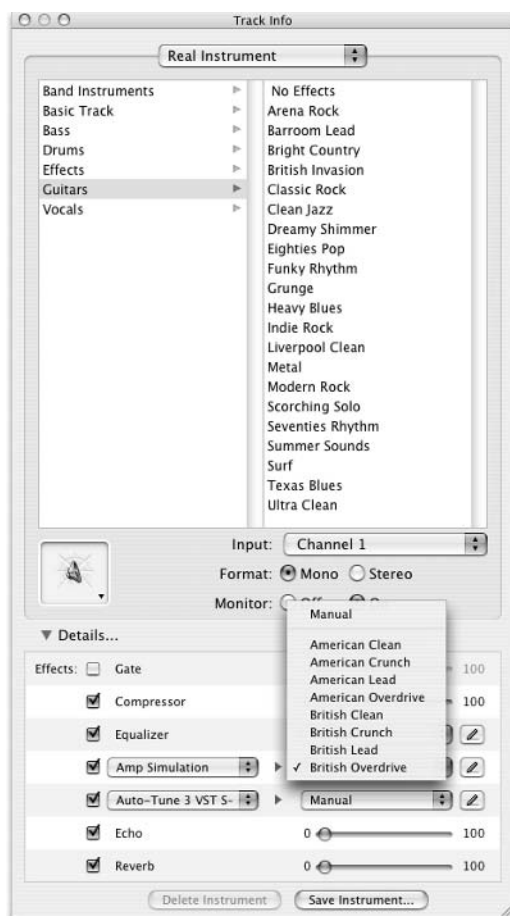 Track Info
Real Instrument
Band Instruments
Basic Track
Bass
Drums
Effects
Guitars
Vocals
No Effects
Arena Rock
Barroom Lead
Bright Country
British Invasion
Classic Rock
Clean Jazz
Dreamy Shimmer
Eighties Pop
Funky Rhythm
Grunge
Heavy Blues
Indie Rock
Liverpool Clean
Metal
Modern Rock
Scorching Solo
Seventies Rhythm
Summer Sounds
Surf
Texas Blues
Ultra Clean
Input: Channel 1
Format: Mono Stereo
Monitor:
Manual
American Clean
American Crunch
American Lead
American Overdrive
British Clean
British Crunch
British Lead
✓ British Overdrive
Details...
Effects: Gate 100
Compressor 100
Equalizer
Amp Simulation
Auto-Tune 3 VST S- Manual
Echo 0 100
Reverb 0 100
Delete Instrument Save Instrument...